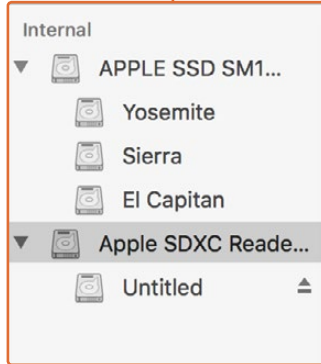 Internal
APPLE SSD SM1...
Yosemite
Sierra
El Capitan
Apple SDXC Reade...
Untitled